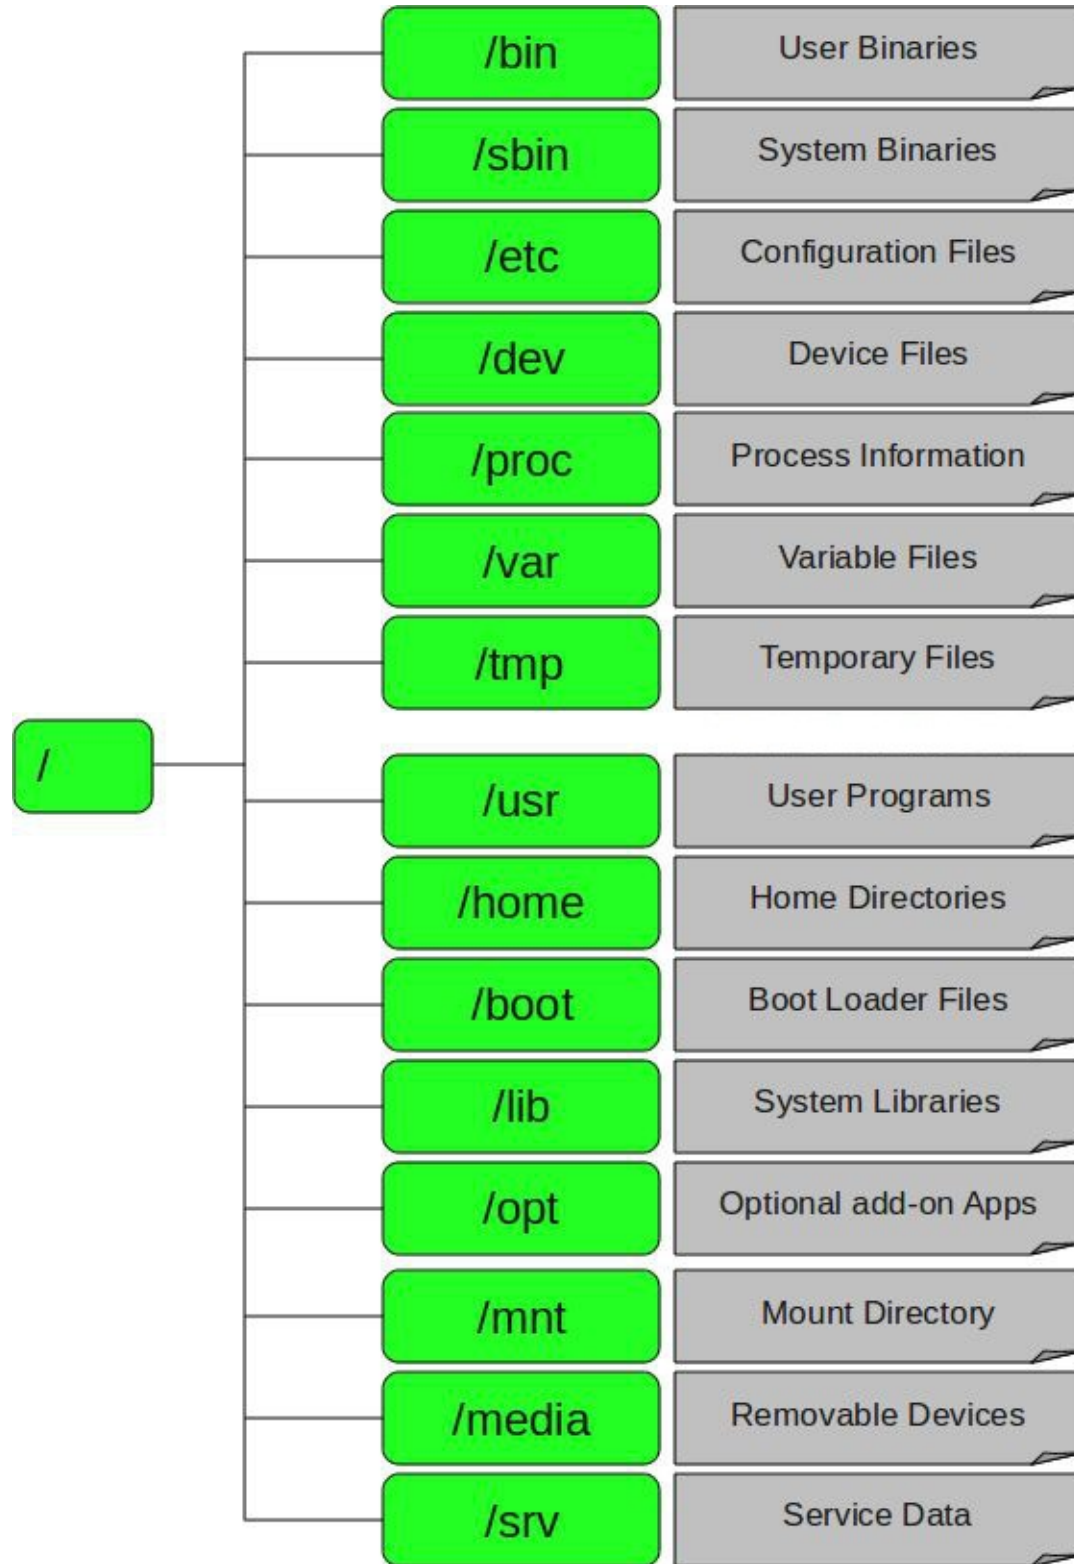 /bin
User Binaries
/sbin
System Binaries
/etc
Configuration Files
/dev
Device Files
/proc
Process Information
/var
Variable Files
/tmp
Temporary Files
/
/usr
User Programs
/home
Home Directories
/boot
Boot Loader Files
/lib
System Libraries
/opt
Optional add-on Apps
/mnt
Mount Directory
/media
Removable Devices
/srv
Service Data